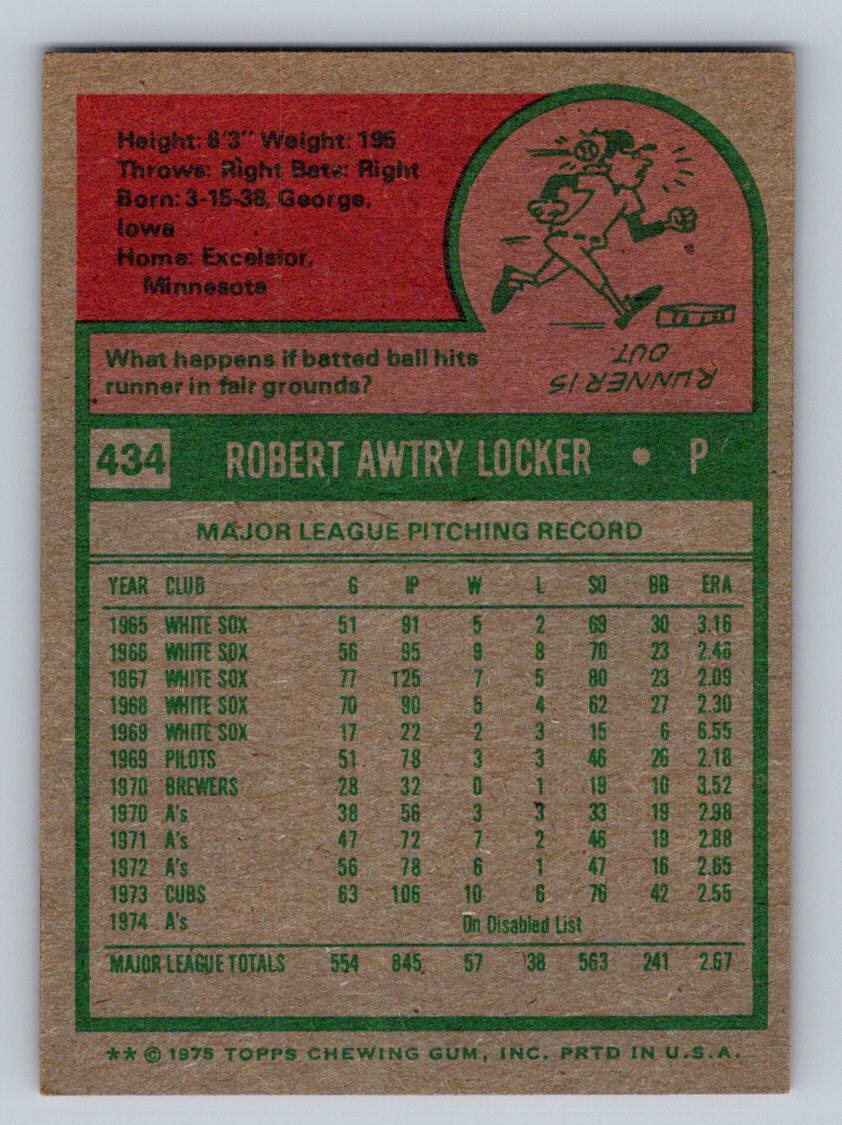 Height: 6'3" Weight: 195
Throws: Right Bats: Right
Born: 3-15-38, George,
Iowa
Home: Excelsior,
Minnesota
What happens if batted ball hits
runner in fair grounds?
RUNNER IS
OUT.
434 ROBERT AWTRY LOCKER • P
MAJOR LEAGUE PITCHING RECORD
YEAR CLUB G IP W L SO BB ERA
1965 WHITE SOX 51 91 5 2 69 30 3.16
1966 WHITE SOX 56 95 9 8 70 23 2.46
1967 WHITE SOX 77 125 7 5 80 23 2.09
1968 WHITE SOX 70 90 5 4 62 27 2.30
1969 WHITE SOX 17 22 2 3 15 6 6.55
1969 PILOTS 51 78 3 3 46 26 2.18
1970 BREWERS 28 32 0 1 19 10 3.52
1970 A's 38 56 3 3 33 19 2.98
1971 A's 47 72 7 2 46 19 2.88
1972 A's 56 78 6 1 47 16 2.65
1973 CUBS 63 106 10 6 76 42 2.55
1974 A's On Disabled List
MAJOR LEAGUE TOTALS 554 845 57 38 563 241 2.67
** © 1975 TOPPS CHEWING GUM, INC. PRTD IN U.S.A.